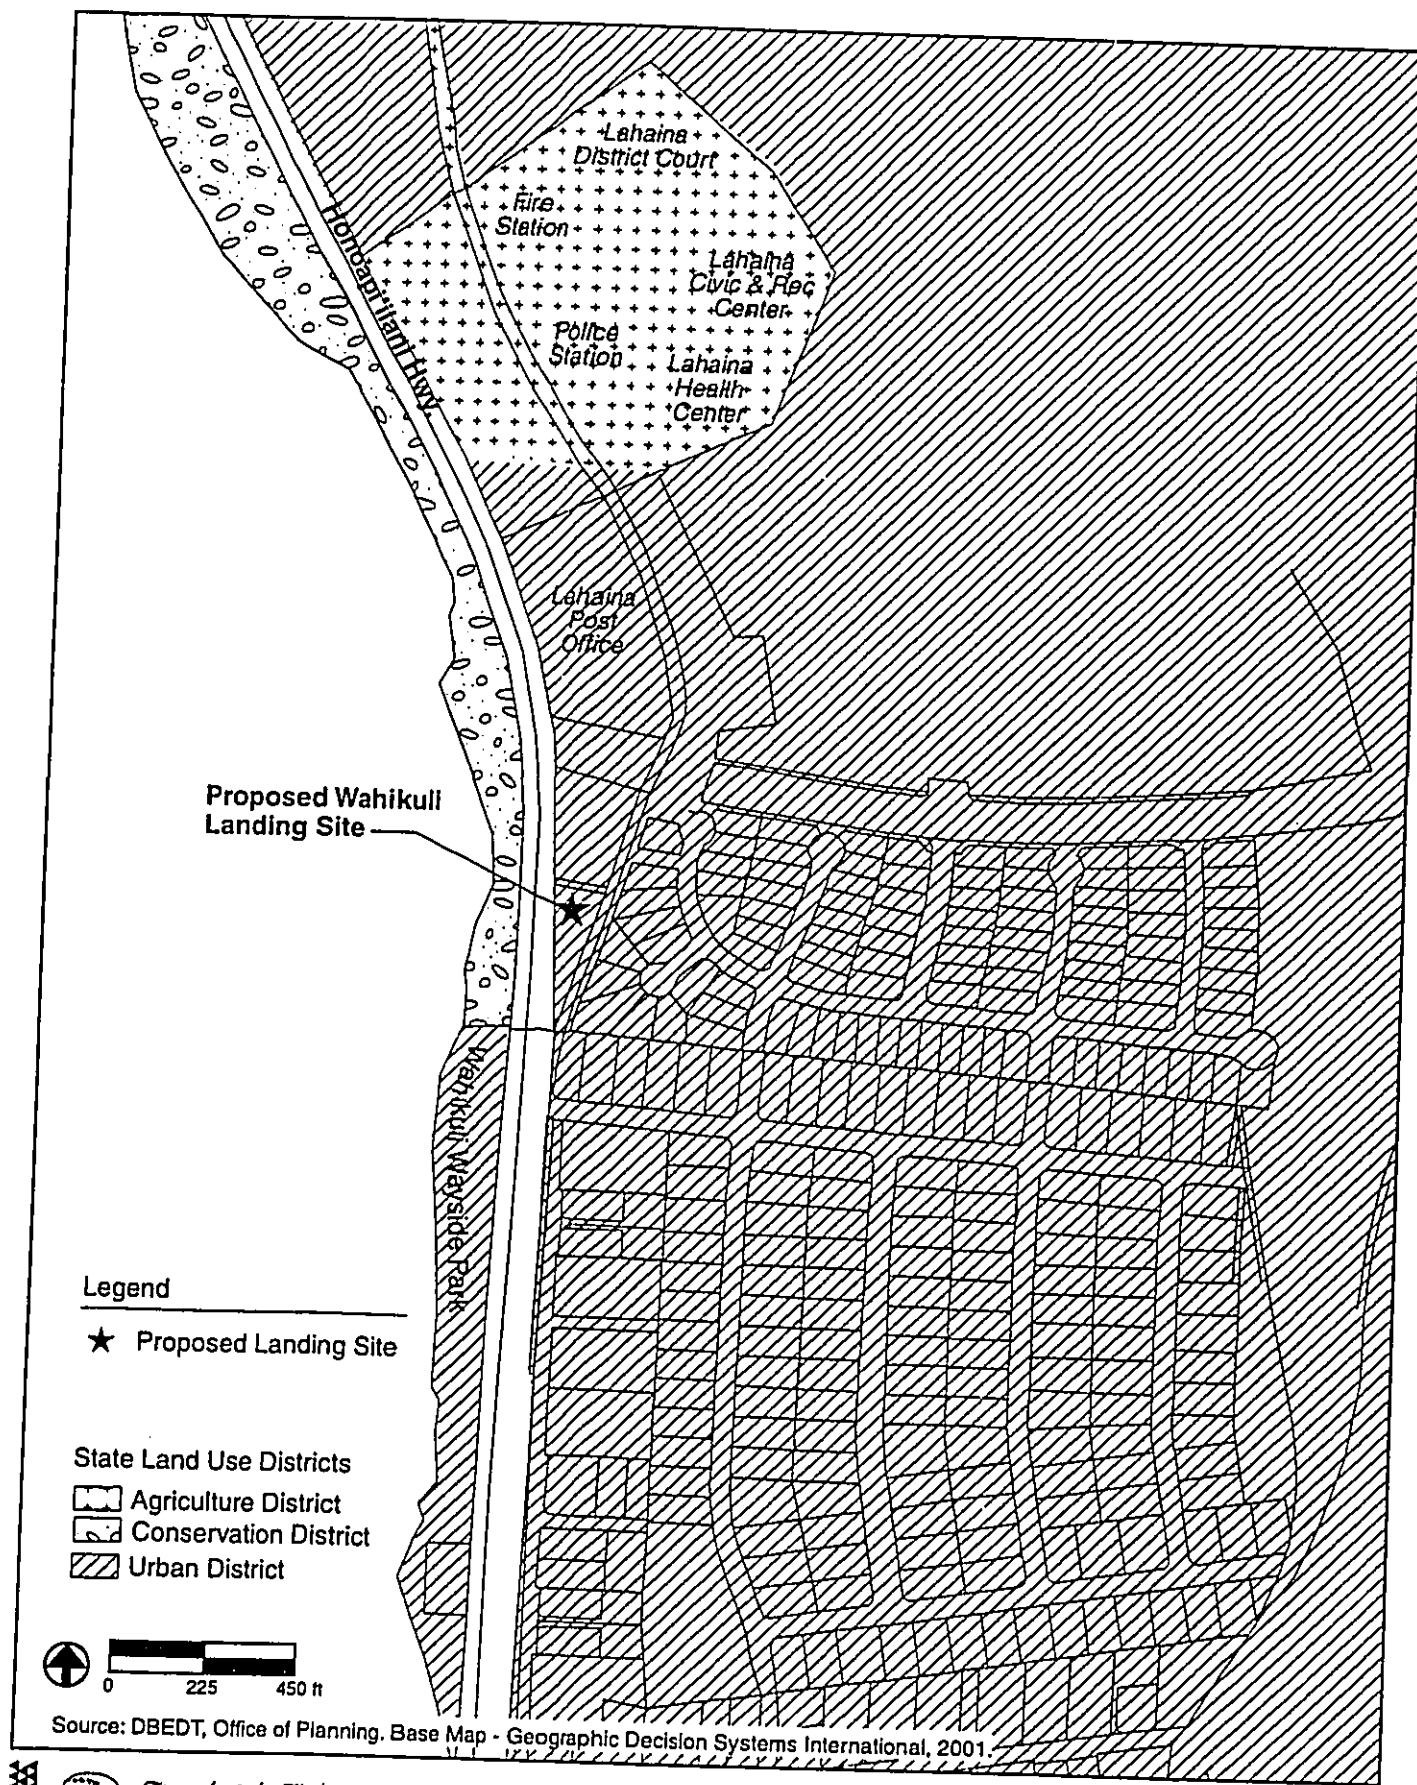 Lahaina
District Court
Fire
Station
Lahaina
Civic & Rec
Center
Honoapiilani Hwy.
Police
Station
Lahaina
Health
Center
Lahaina
Post
Office
Proposed Wahikuli
Landing Site
Wahikuli Wayside Park
Legend
Proposed Landing Site
State Land Use Districts
Agriculture District
Conservation District
Urban District
0 225 450 ft
Source: DBEDT, Office of Planning. Base Map - Geographic Decision Systems International, 2001.